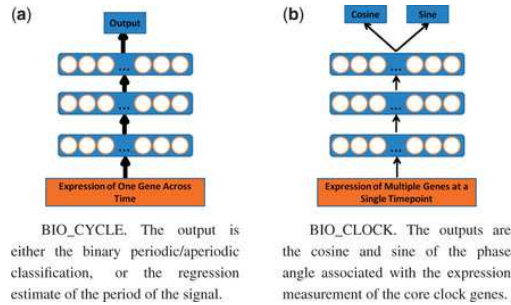 (a)
Output
...
...
...
Expression of One Gene Across
Time
BIO_CYCLE. The output is
either the binary periodic/aperiodic
classification, or the regression
estimate of the period of the signal.
(b)
Cosine
Sine
...
...
...
Expression of Multiple Genes at a
Single Timepoint
BIO_CLOCK. The outputs are
the cosine and sine of the phase
angle associated with the expression
measurement of the core clock genes.